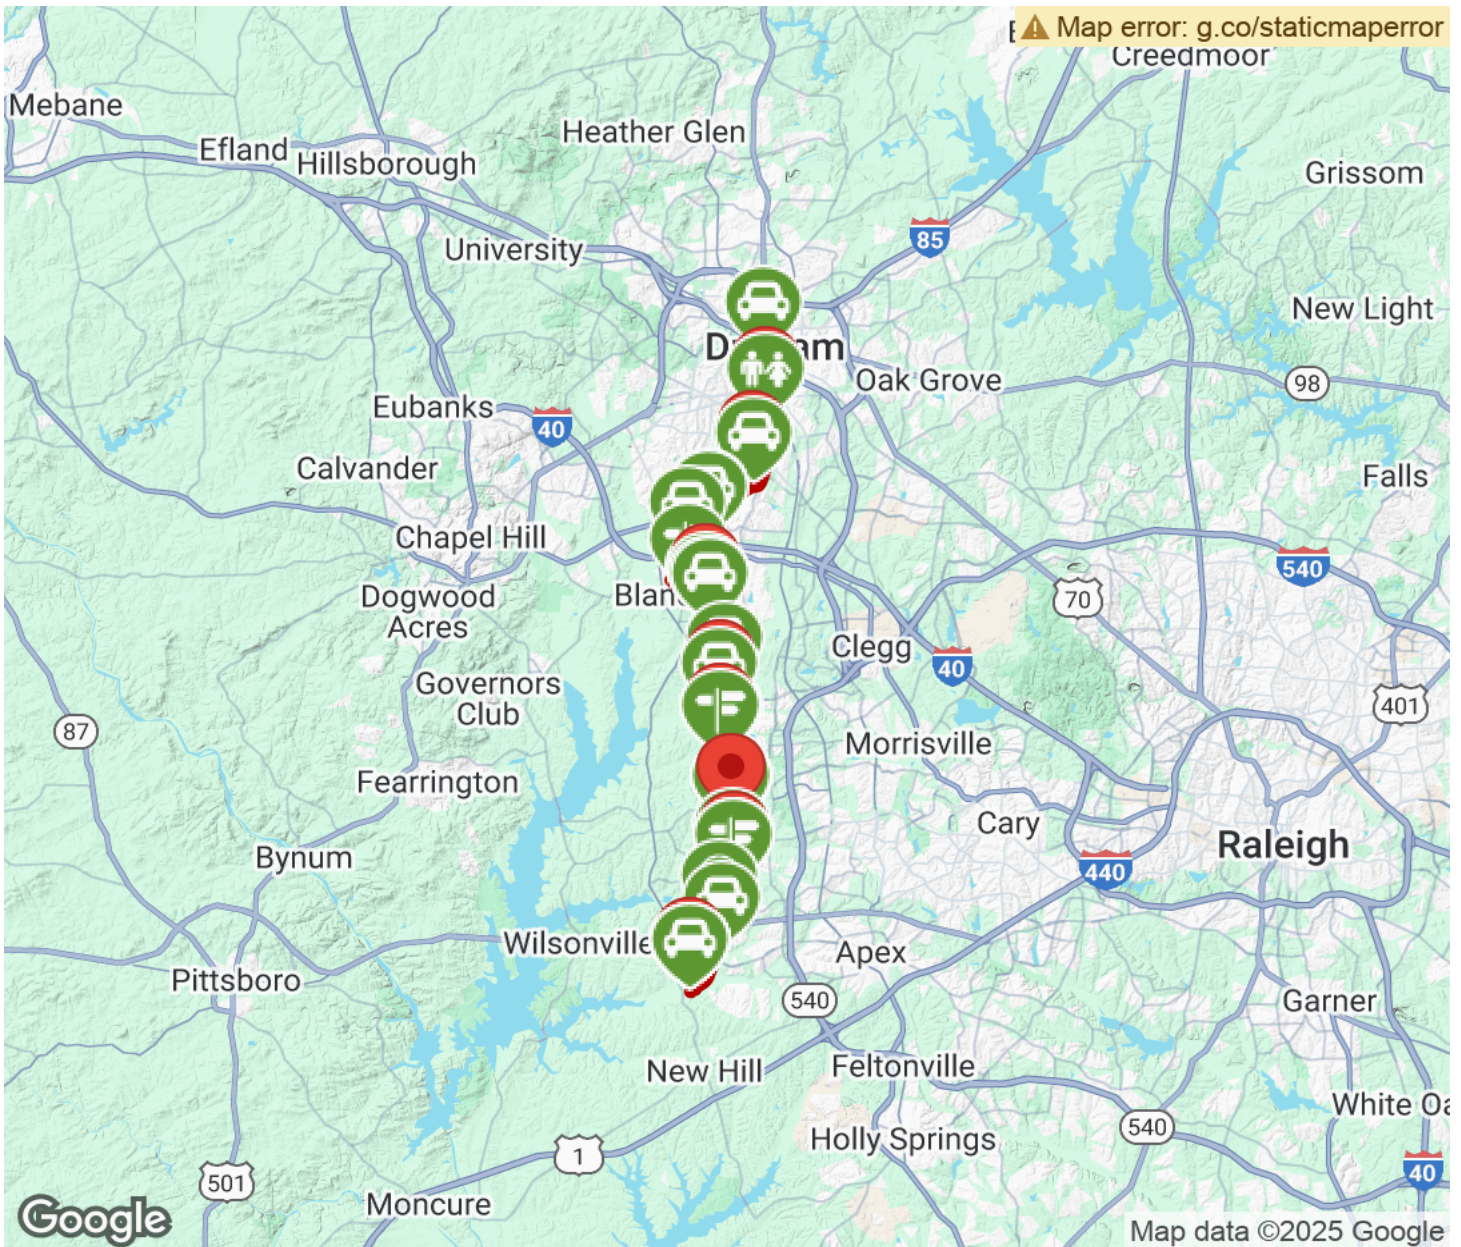 Map error: g.co/staticmaperror
Creedmoor
Mebane
Heather Glen
Efland
Hillsborough
Grissom
85
University
New Light
Oak Grove
98
Eubanks
40
Calvander
Falls
Chapel Hill
540
Dogwood
Acres
70
Clegg
40
Governors
Club
401
87
Morrisville
Fearrington
Cary
Raleigh
Bynum
440
Wilsonville
Apex
Pittsboro
540
Garner
New Hill
Feltonville
White
Holly Springs
540
1
40
501
Moncure
Google
Map data ©2025 Google